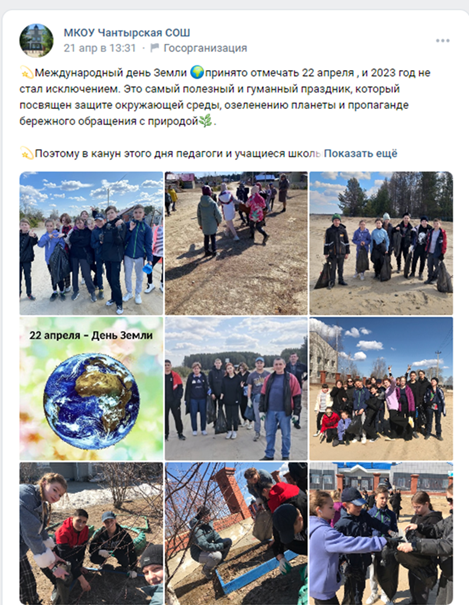 МКОУ Чантырская СОШ
21 апр в 13:31 · Госорганизация
💫Международный день Земли 🌍принято отмечать 22 апреля , и 2023 год не
стал исключением. Это самый полезный и гуманный праздник, который
посвящен защите окружающей среды, озеленению планеты и пропаганде
бережного обращения с природой🌿.
💫Поэтому в канун этого дня педагоги и учащиеся школь Показать ещё
22 апреля – День Земли